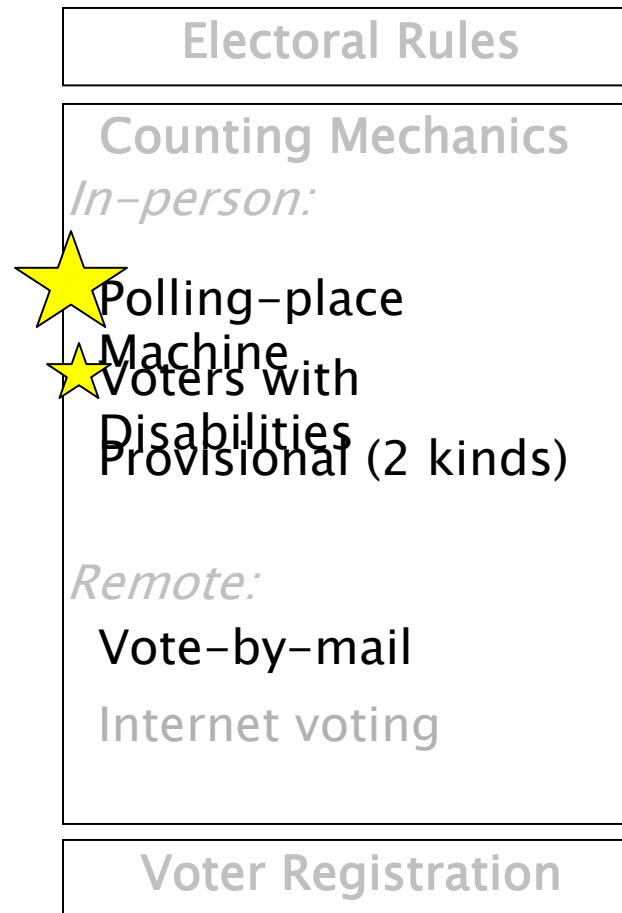 Electoral Rules
Counting Mechanics
In-person:
Polling-place
Machine
Voters with
Disabilities
Provisional (2 kinds)
Remote:
Vote-by-mail
Internet voting
Voter Registration